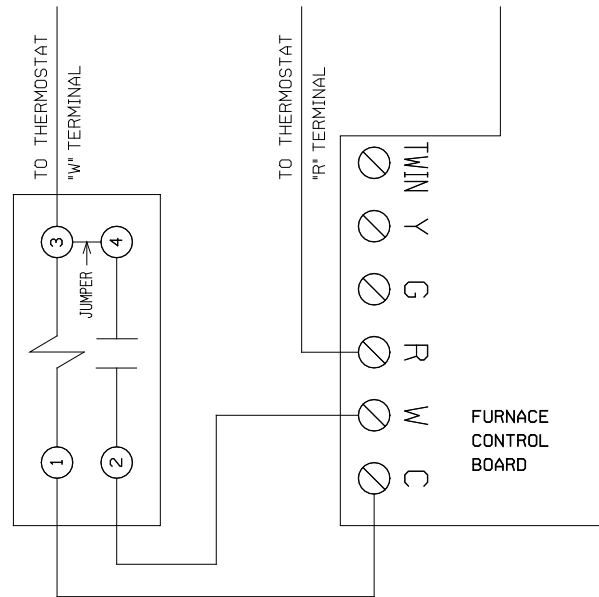 TO THERMOSTAT
"W" TERMINAL
TO THERMOSTAT
"R" TERMINAL
3
4
JUMPER
1
2
TWIN
Y
G
R
W
C
FURNACE
CONTROL
BOARD